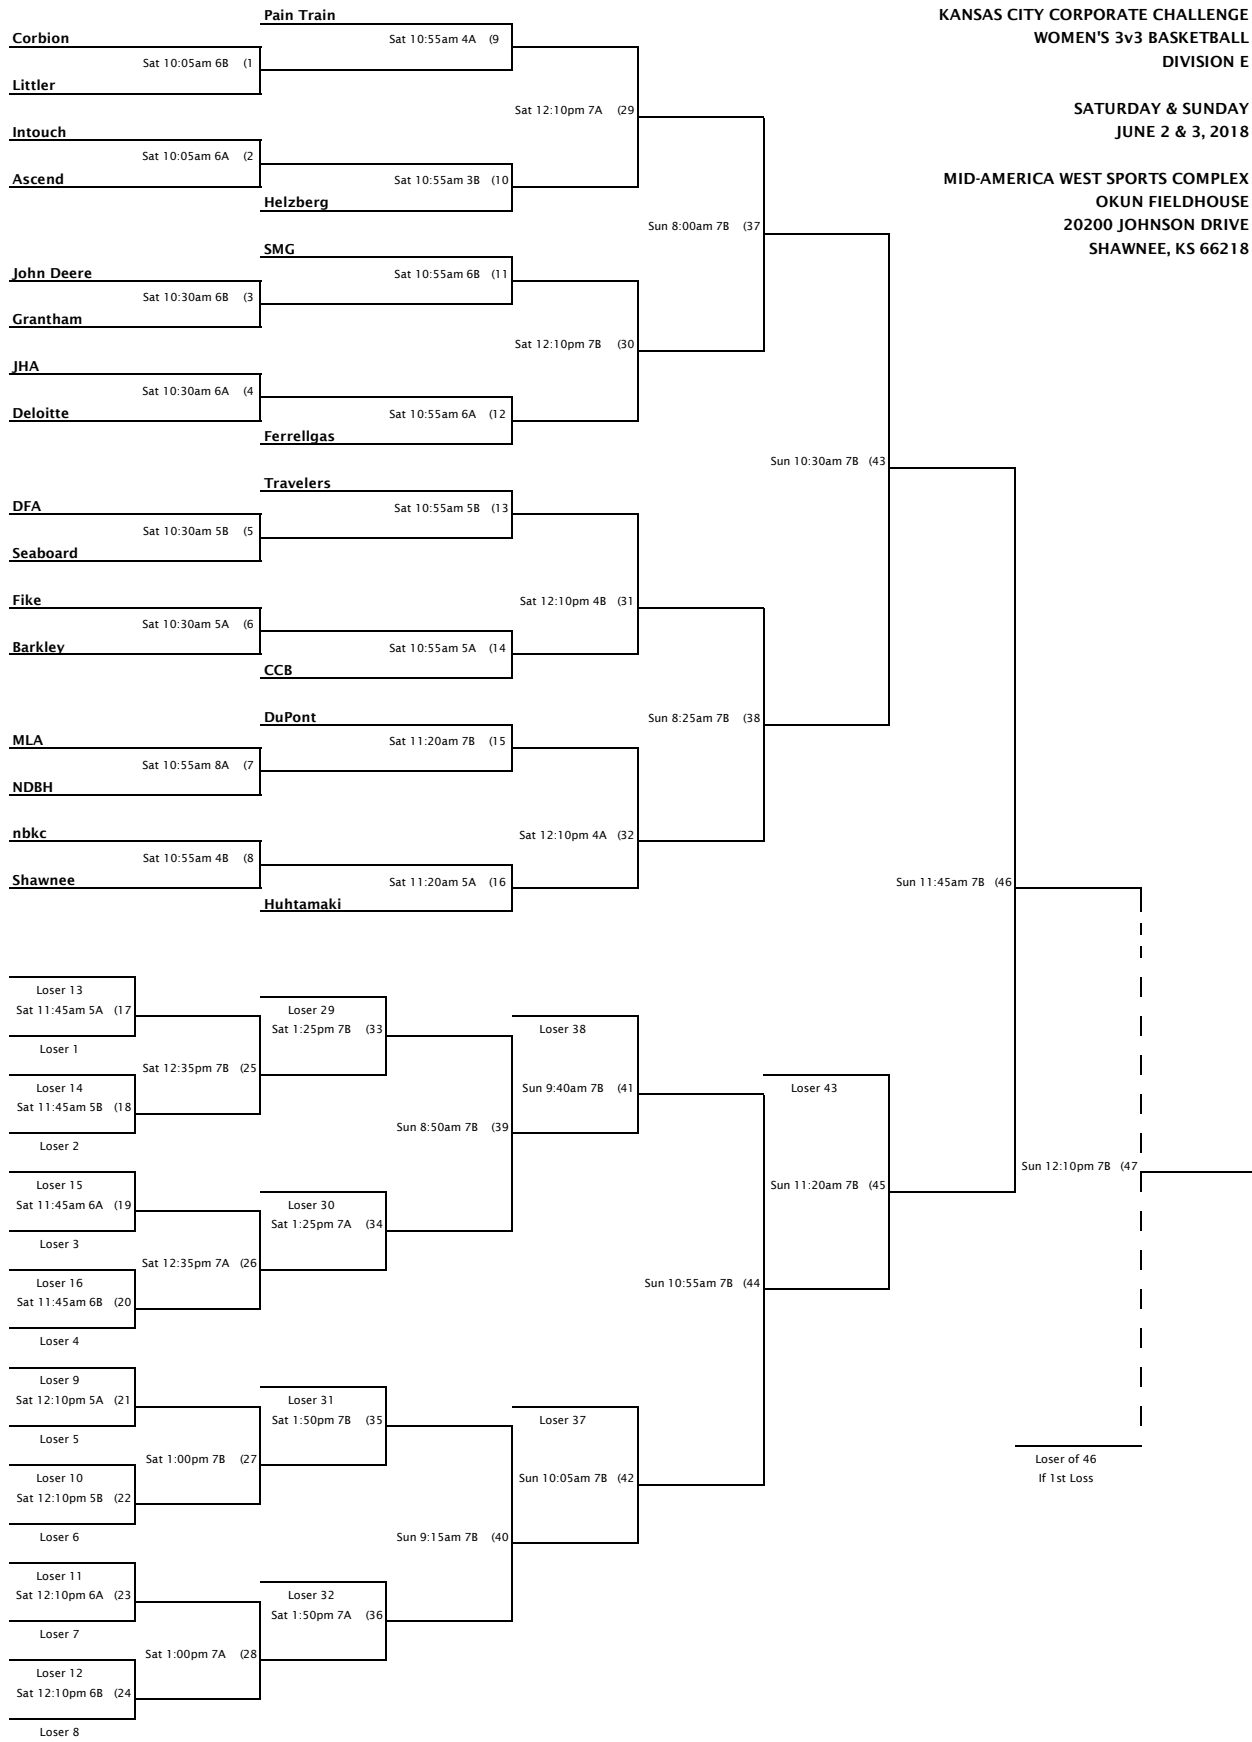 KANSAS CITY CORPORATE CHALLENGE
WOMEN'S 3v3 BASKETBALL
DIVISION E
SATURDAY & SUNDAY
JUNE 2 & 3, 2018
MID-AMERICA WEST SPORTS COMPLEX
OKUN FIELDHOUSE
20200 JOHNSON DRIVE
SHAWNEE, KS 66218
Pain Train
Corbion
Sat 10:55am 4A (9
Sat 10:05am 6B (1
Littler
Sat 12:10pm 7A (29
Intouch
Sat 10:05am 6A (2
Ascend
Sat 10:55am 3B (10
Helzberg
Sun 8:00am 7B (37
SMG
John Deere
Sat 10:55am 6B (11
Sat 10:30am 6B (3
Grantham
Sat 12:10pm 7B (30
JHA
Sat 10:30am 6A (4
Deloitte
Sat 10:55am 6A (12
Ferrellgas
Sun 10:30am 7B (43
Travelers
DFA
Sat 10:55am 5B (13
Sat 10:30am 5B (5
Seaboard
Fike
Sat 12:10pm 4B (31
Sat 10:30am 5A (6
Barkley
Sat 10:55am 5A (14
CCB
DuPont
Sun 8:25am 7B (38
MLA
Sat 11:20am 7B (15
Sat 10:55am 8A (7
NDBH
nbkc
Sat 12:10pm 4A (32
Sat 10:55am 4B (8
Shawnee
Sat 11:20am 5A (16
Sun 11:45am 7B (46
Huhtamaki
Loser 13
Sat 11:45am 5A (17
Loser 29
Sat 1:25pm 7B (33
Loser 38
Loser 1
Sat 12:35pm 7B (25
Loser 14
Sun 9:40am 7B (41
Loser 43
Sat 11:45am 5B (18
Sun 8:50am 7B (39
Loser 2
Sun 12:10pm 7B (47
Loser 15
Sun 11:20am 7B (45
Sat 11:45am 6A (19
Loser 30
Sat 1:25pm 7A (34
Loser 3
Sat 12:35pm 7A (26
Loser 16
Sun 10:55am 7B (44
Sat 11:45am 6B (20
Loser 4
Loser 9
Sat 12:10pm 5A (21
Loser 31
Sat 1:50pm 7B (35
Loser 37
Loser 5
Sat 1:00pm 7B (27
Loser of 46
If 1st Loss
Loser 10
Sun 10:05am 7B (42
Sat 12:10pm 5B (22
Loser 6
Sun 9:15am 7B (40
Loser 11
Sat 12:10pm 6A (23
Loser 32
Sat 1:50pm 7A (36
Loser 7
Sat 1:00pm 7A (28
Loser 12
Sat 12:10pm 6B (24
Loser 8